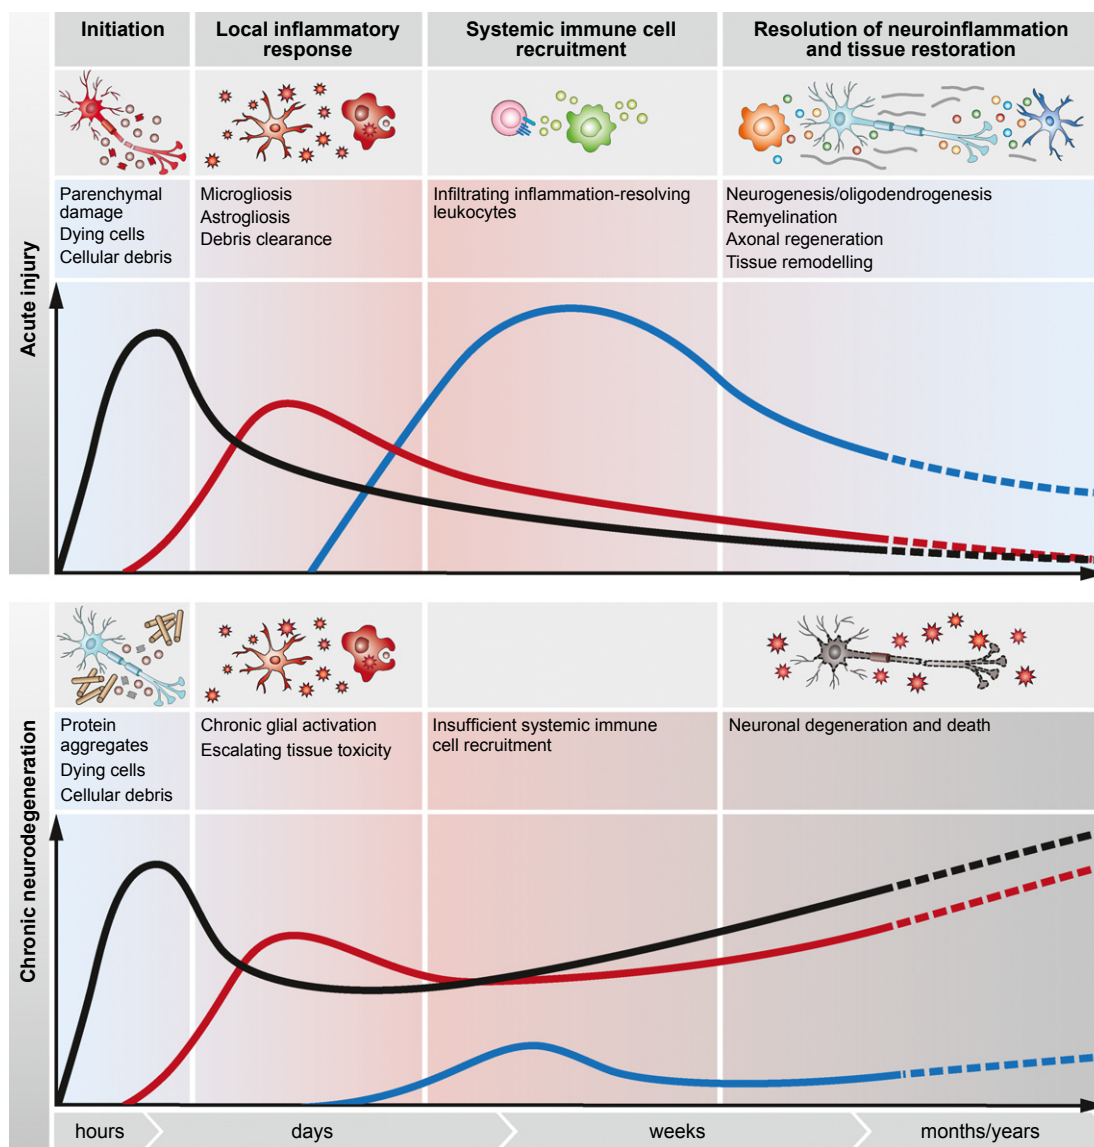 Initiation
Local inflammatory
response
Systemic immune cell
recruitment
Resolution of neuroinflammation
and tissue restoration
Acute injury
Parenchymal
damage
Dying cells
Cellular debris
Microgliosis
Astrogliosis
Debris clearance
Infiltrating inflammation-resolving
leukocytes
Neurogenesis/oligodendrogenesis
Remyelination
Axonal regeneration
Tissue remodelling
Chronic neurodegeneration
Protein
aggregates
Dying cells
Cellular debris
Chronic glial activation
Escalating tissue toxicity
Insufficient systemic immune
cell recruitment
Neuronal degeneration and death
hours
days
weeks
months/years